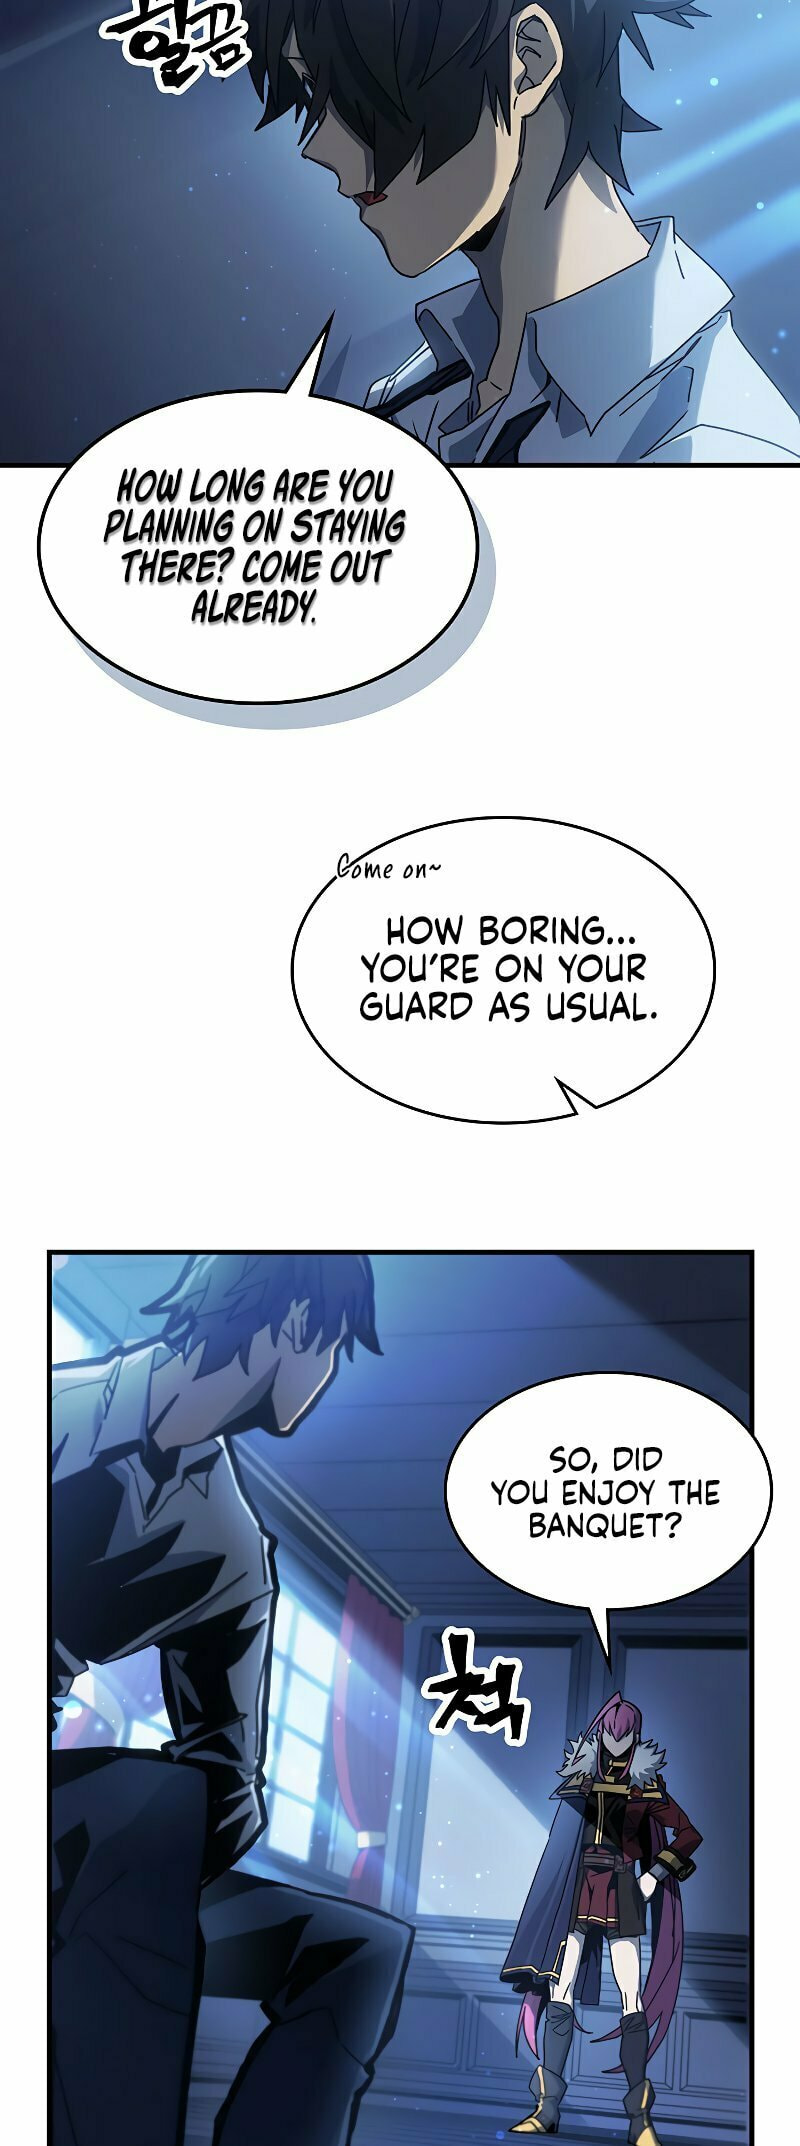 힐끔
HOW LONG ARE YOU
PLANNING ON STAYING
THERE? COME OUT
ALREADY.
Come on~
HOW BORING...
YOU'RE ON YOUR
GUARD AS USUAL.
SO, DID
YOU ENJOY THE
BANQUET?
척